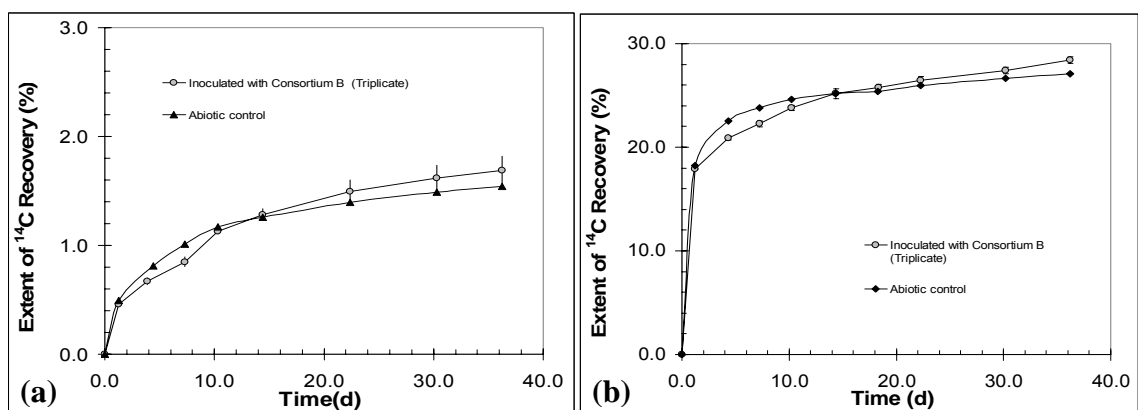 3.0
2.0
1.0
0.0
0.0
10.0
20.0
30.0
40.0
Extent of ¹⁴C Recovery (%)
Time(d)
Inoculated with Consortium B (Triplicate)
Abiotic control
(a)
30.0
20.0
10.0
0.0
0.0
10.0
20.0
30.0
40.0
Extent of ¹⁴C Recovery (%)
Time (d)
Inoculated with Consortium B
(Triplicate)
Abiotic control
(b)